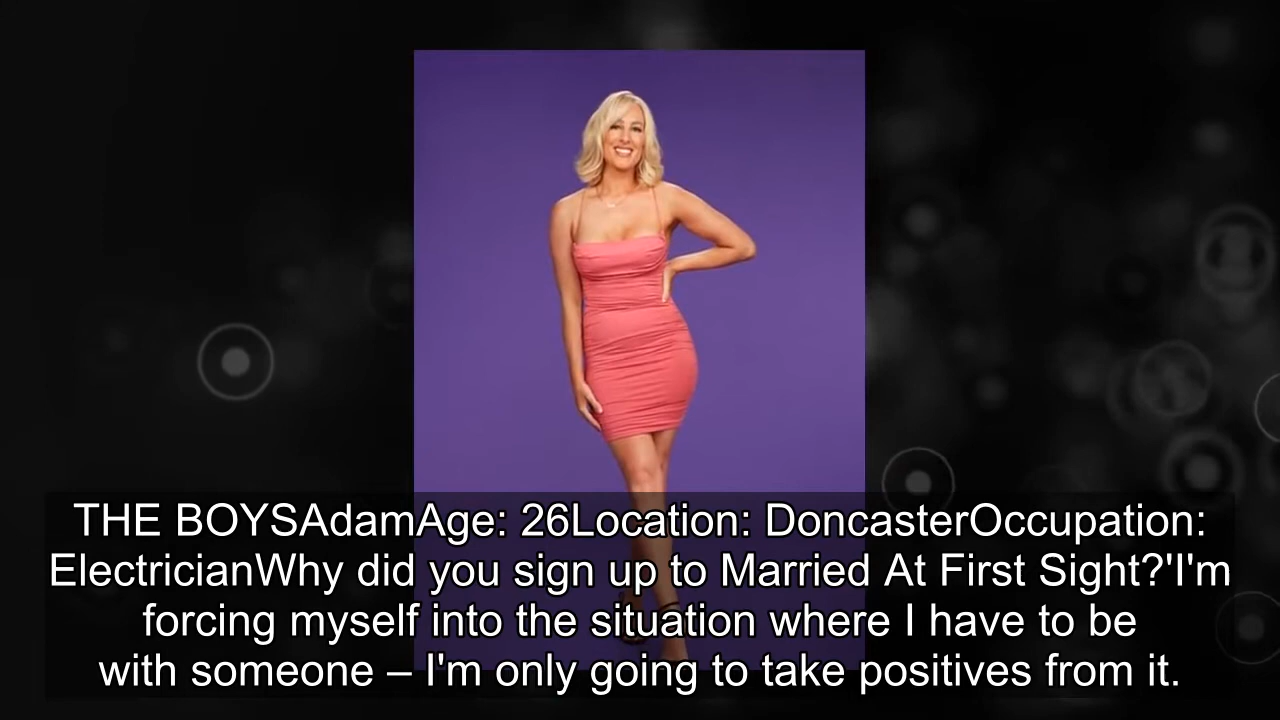 THE BOYSAdamAge: 26Location: DoncasterOccupation:
ElectricianWhy did you sign up to Married At First Sight?'I'm
forcing myself into the situation where I have to be
with someone – I'm only going to take positives from it.